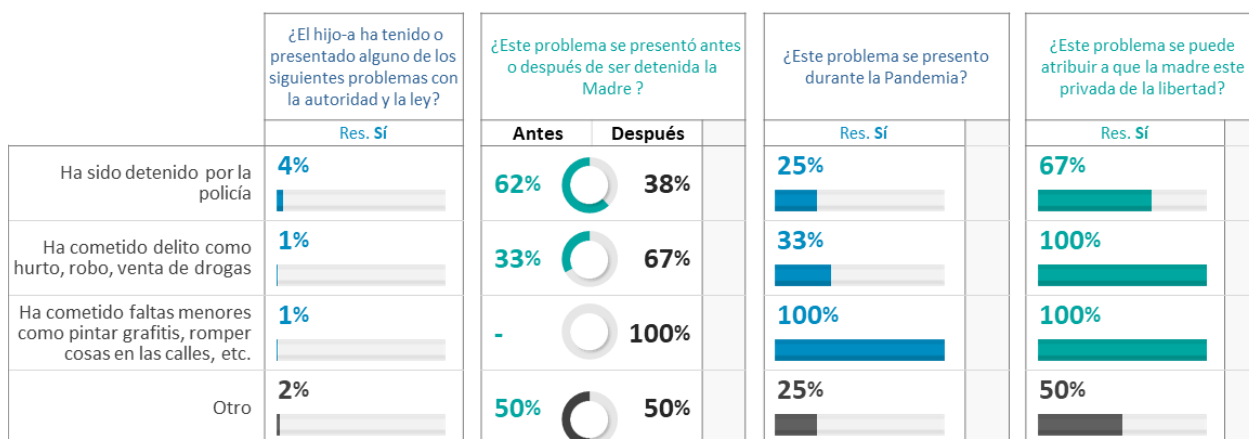 ¿El hijo-a ha tenido o
presentado alguno de los
siguientes problemas con
la autoridad y la ley?
¿Este problema se presentó antes
o después de ser detenida la
Madre ?
¿Este problema se presento
durante la Pandemia?
¿Este problema se puede
atribuir a que la madre este
privada de la libertad?
Res. Sí
Antes
Después
Res. Sí
Res. Sí
Ha sido detenido por la
policía
4%
62%
38%
25%
67%
Ha cometido delito como
hurto, robo, venta de drogas
1%
33%
67%
33%
100%
Ha cometido faltas menores
como pintar grafitis, romper
cosas en las calles, etc.
1%
-
100%
100%
100%
Otro
2%
50%
50%
25%
50%